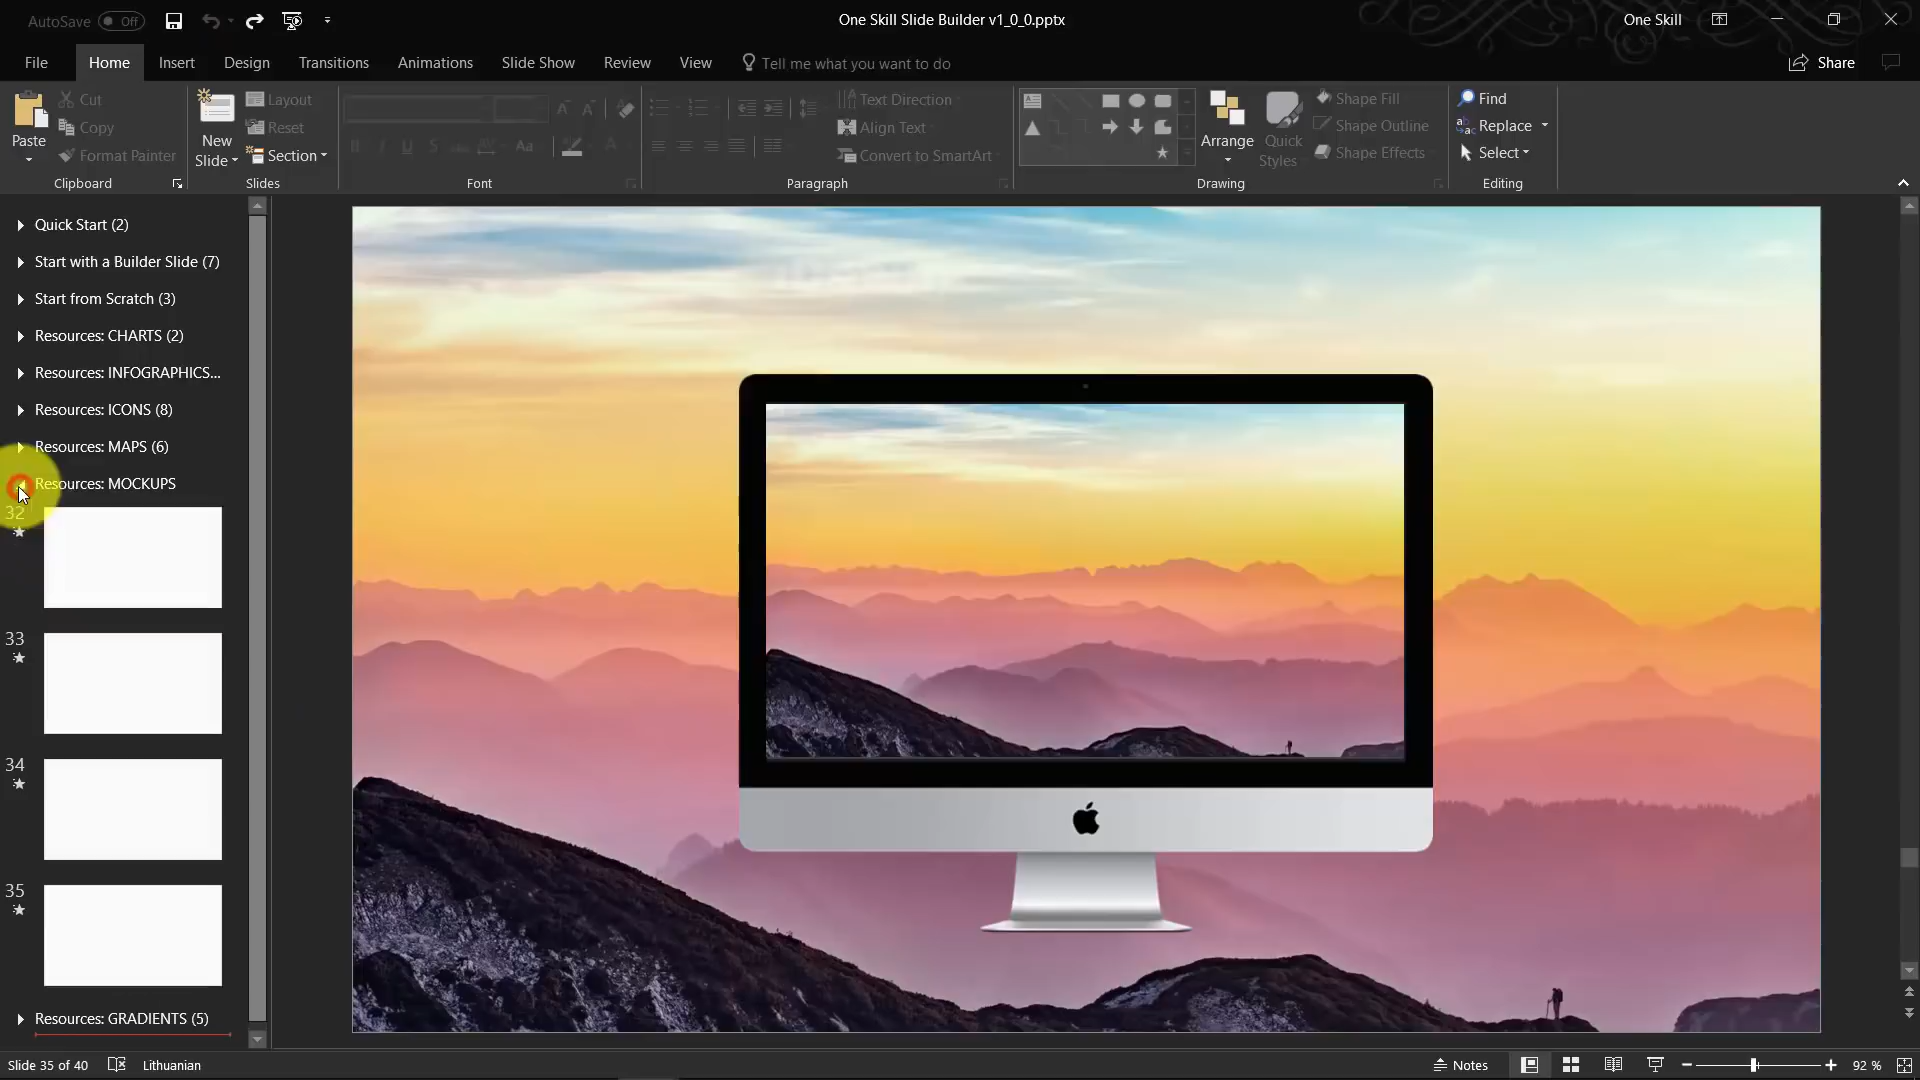 AutoSave Off
One Skill Slide Builder v1_0_0.pptx
One Skill
File Home Insert Design Transitions Animations Slide Show Review View Tell me what you want to do
Share
Paste
Cut
Copy
Format Painter
Clipboard
New
Slide
Layout
Reset
Section
Slides
Font
Text Direction
Align Text
Convert to SmartArt
Paragraph
Arrange
Quick
Styles
Shape Fill
Shape Outline
Shape Effects
Drawing
Find
Replace
Select
Editing
Quick Start (2)
Start with a Builder Slide (7)
Start from Scratch (3)
Resources: CHARTS (2)
Resources: INFOGRAPHICS...
Resources: ICONS (8)
Resources: MAPS (6)
Resources: MOCKUPS
32
33
34
35
Resources: GRADIENTS (5)
Slide 35 of 40
Lithuanian
Notes
92 %